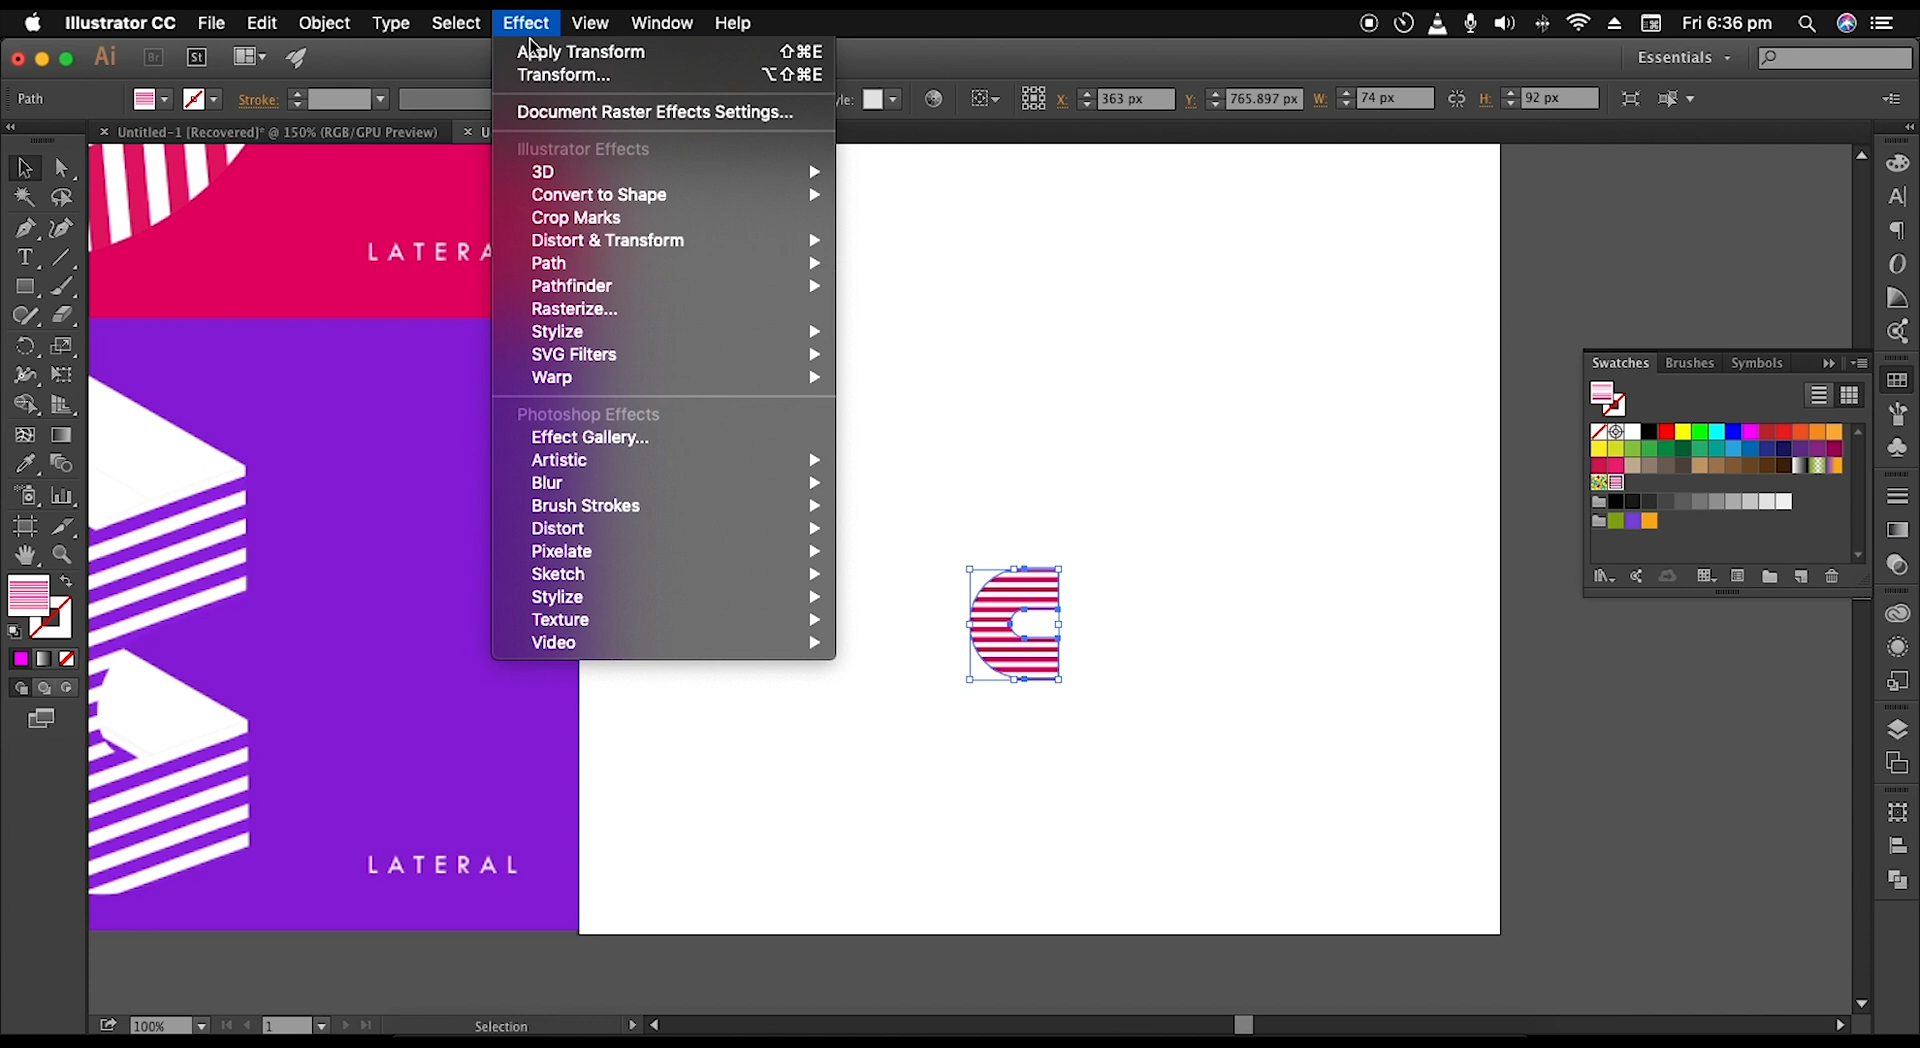 Illustrator CC File Edit Object Type Select Effect View Window Help Fri 6:36 pm
Ai Br St Essentials
Path Stroke: X: 363 px Y: 765.897 px W: 74 px H: 92 px
× Untitled-1 [Recovered]* @ 150% (RGB/GPU Preview) ×
Apply Transform ⇧⌘E
Transform... ⌥⇧⌘E
Document Raster Effects Settings...
Illustrator Effects
3D
Convert to Shape
Crop Marks
Distort & Transform
Path
Pathfinder
Rasterize...
Stylize
SVG Filters
Warp
Photoshop Effects
Effect Gallery...
Artistic
Blur
Brush Strokes
Distort
Pixelate
Sketch
Stylize
Texture
Video
LATERA
LATERAL
Swatches Brushes Symbols
100% 1 Selection